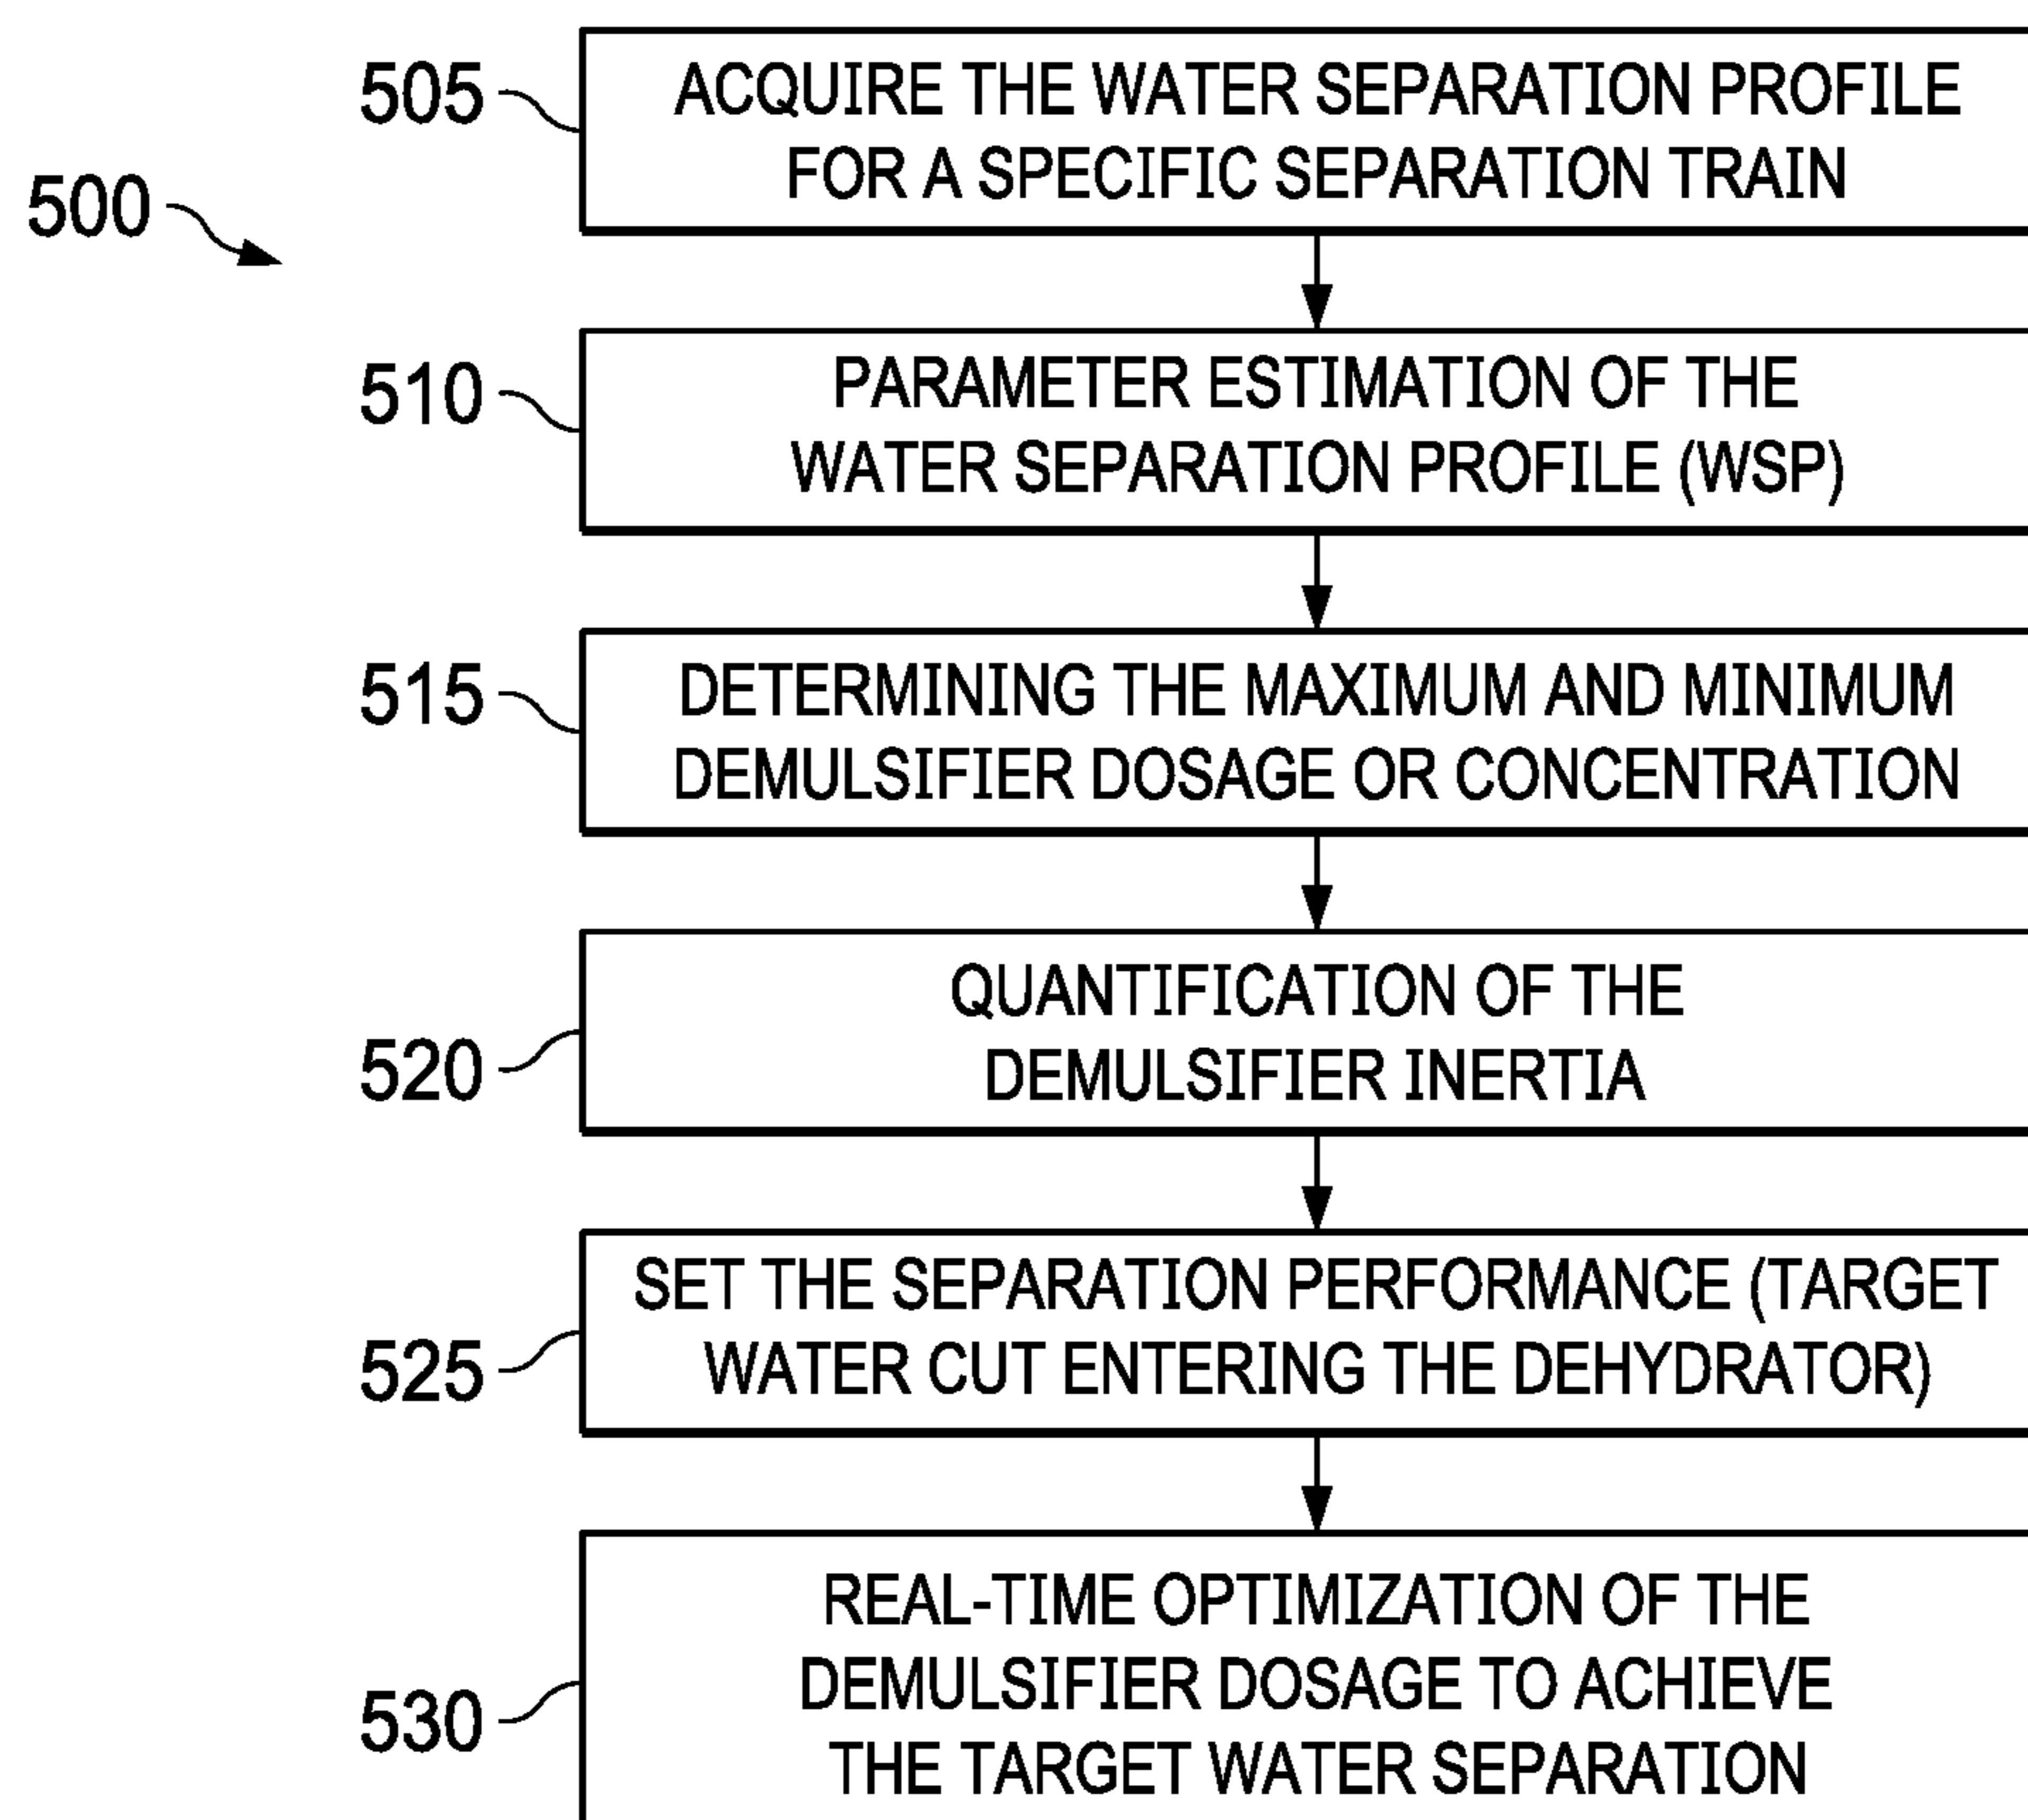 505
ACQUIRE THE WATER SEPARATION PROFILE
FOR A SPECIFIC SEPARATION TRAIN
500
510
PARAMETER ESTIMATION OF THE
WATER SEPARATION PROFILE (WSP)
515
DETERMINING THE MAXIMUM AND MINIMUM
DEMULSIFIER DOSAGE OR CONCENTRATION
520
QUANTIFICATION OF THE
DEMULSIFIER INERTIA
525
SET THE SEPARATION PERFORMANCE (TARGET
WATER CUT ENTERING THE DEHYDRATOR)
530
REAL-TIME OPTIMIZATION OF THE
DEMULSIFIER DOSAGE TO ACHIEVE
THE TARGET WATER SEPARATION